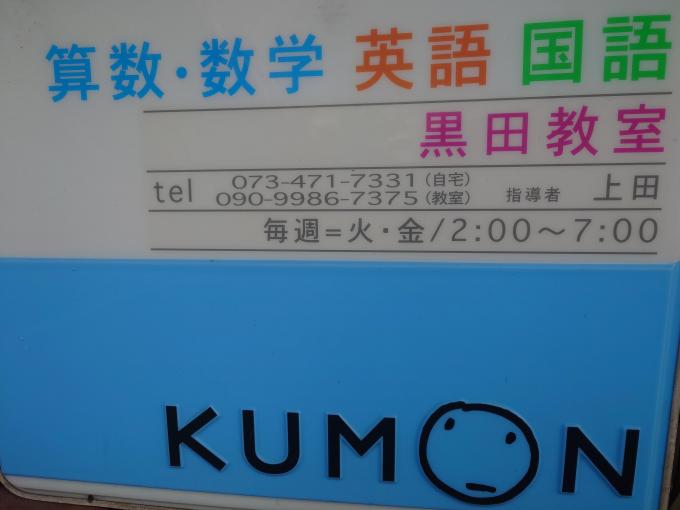 算数・数学 英語 国語
黒田教室
tel 073-471-7331(自宅)
090-9986-7375(教室) 指導者 上田
毎週=火・金/2:00〜7:00
KUMON